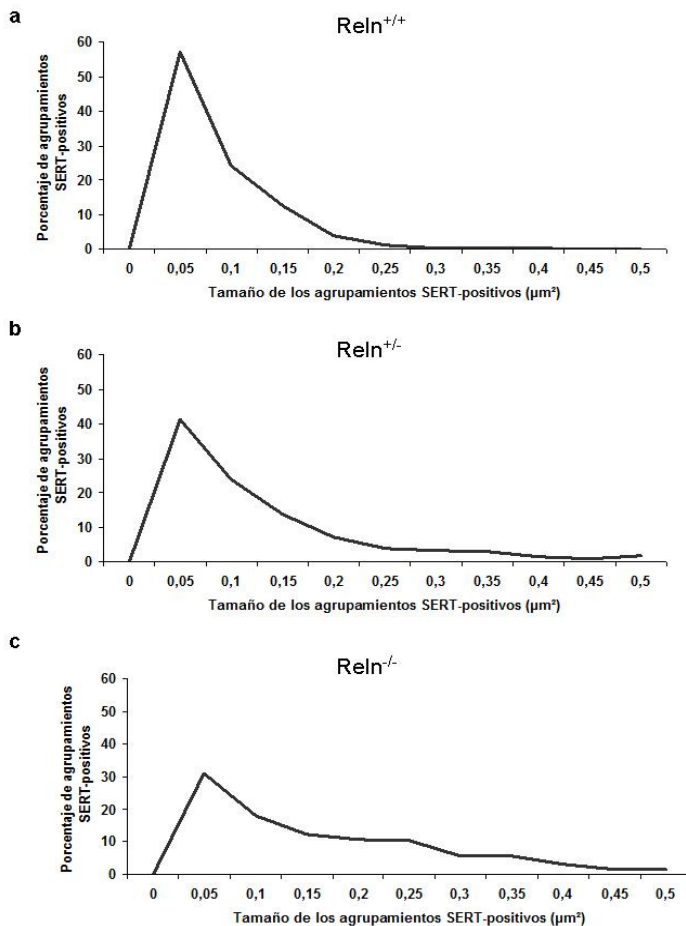 a
Reln+/+
Porcentaje de agrupamientos
SERT-positivos
60
50
40
30
20
10
0
0 0,05 0,1 0,15 0,2 0,25 0,3 0,35 0,4 0,45 0,5
Tamaño de los agrupamientos SERT-positivos (µm²)
b
Reln+/-
Porcentaje de agrupamientos
SERT-positivos
60
50
40
30
20
10
0
0 0,05 0,1 0,15 0,2 0,25 0,3 0,35 0,4 0,45 0,5
Tamaño de los agrupamientos SERT-positivos (µm²)
c
Reln-/-
Porcentaje de agrupamientos
SERT-positivos
60
50
40
30
20
10
0
0 0,05 0,1 0,15 0,2 0,25 0,3 0,35 0,4 0,45 0,5
Tamaño de los agrupamientos SERT-positivos (µm²)